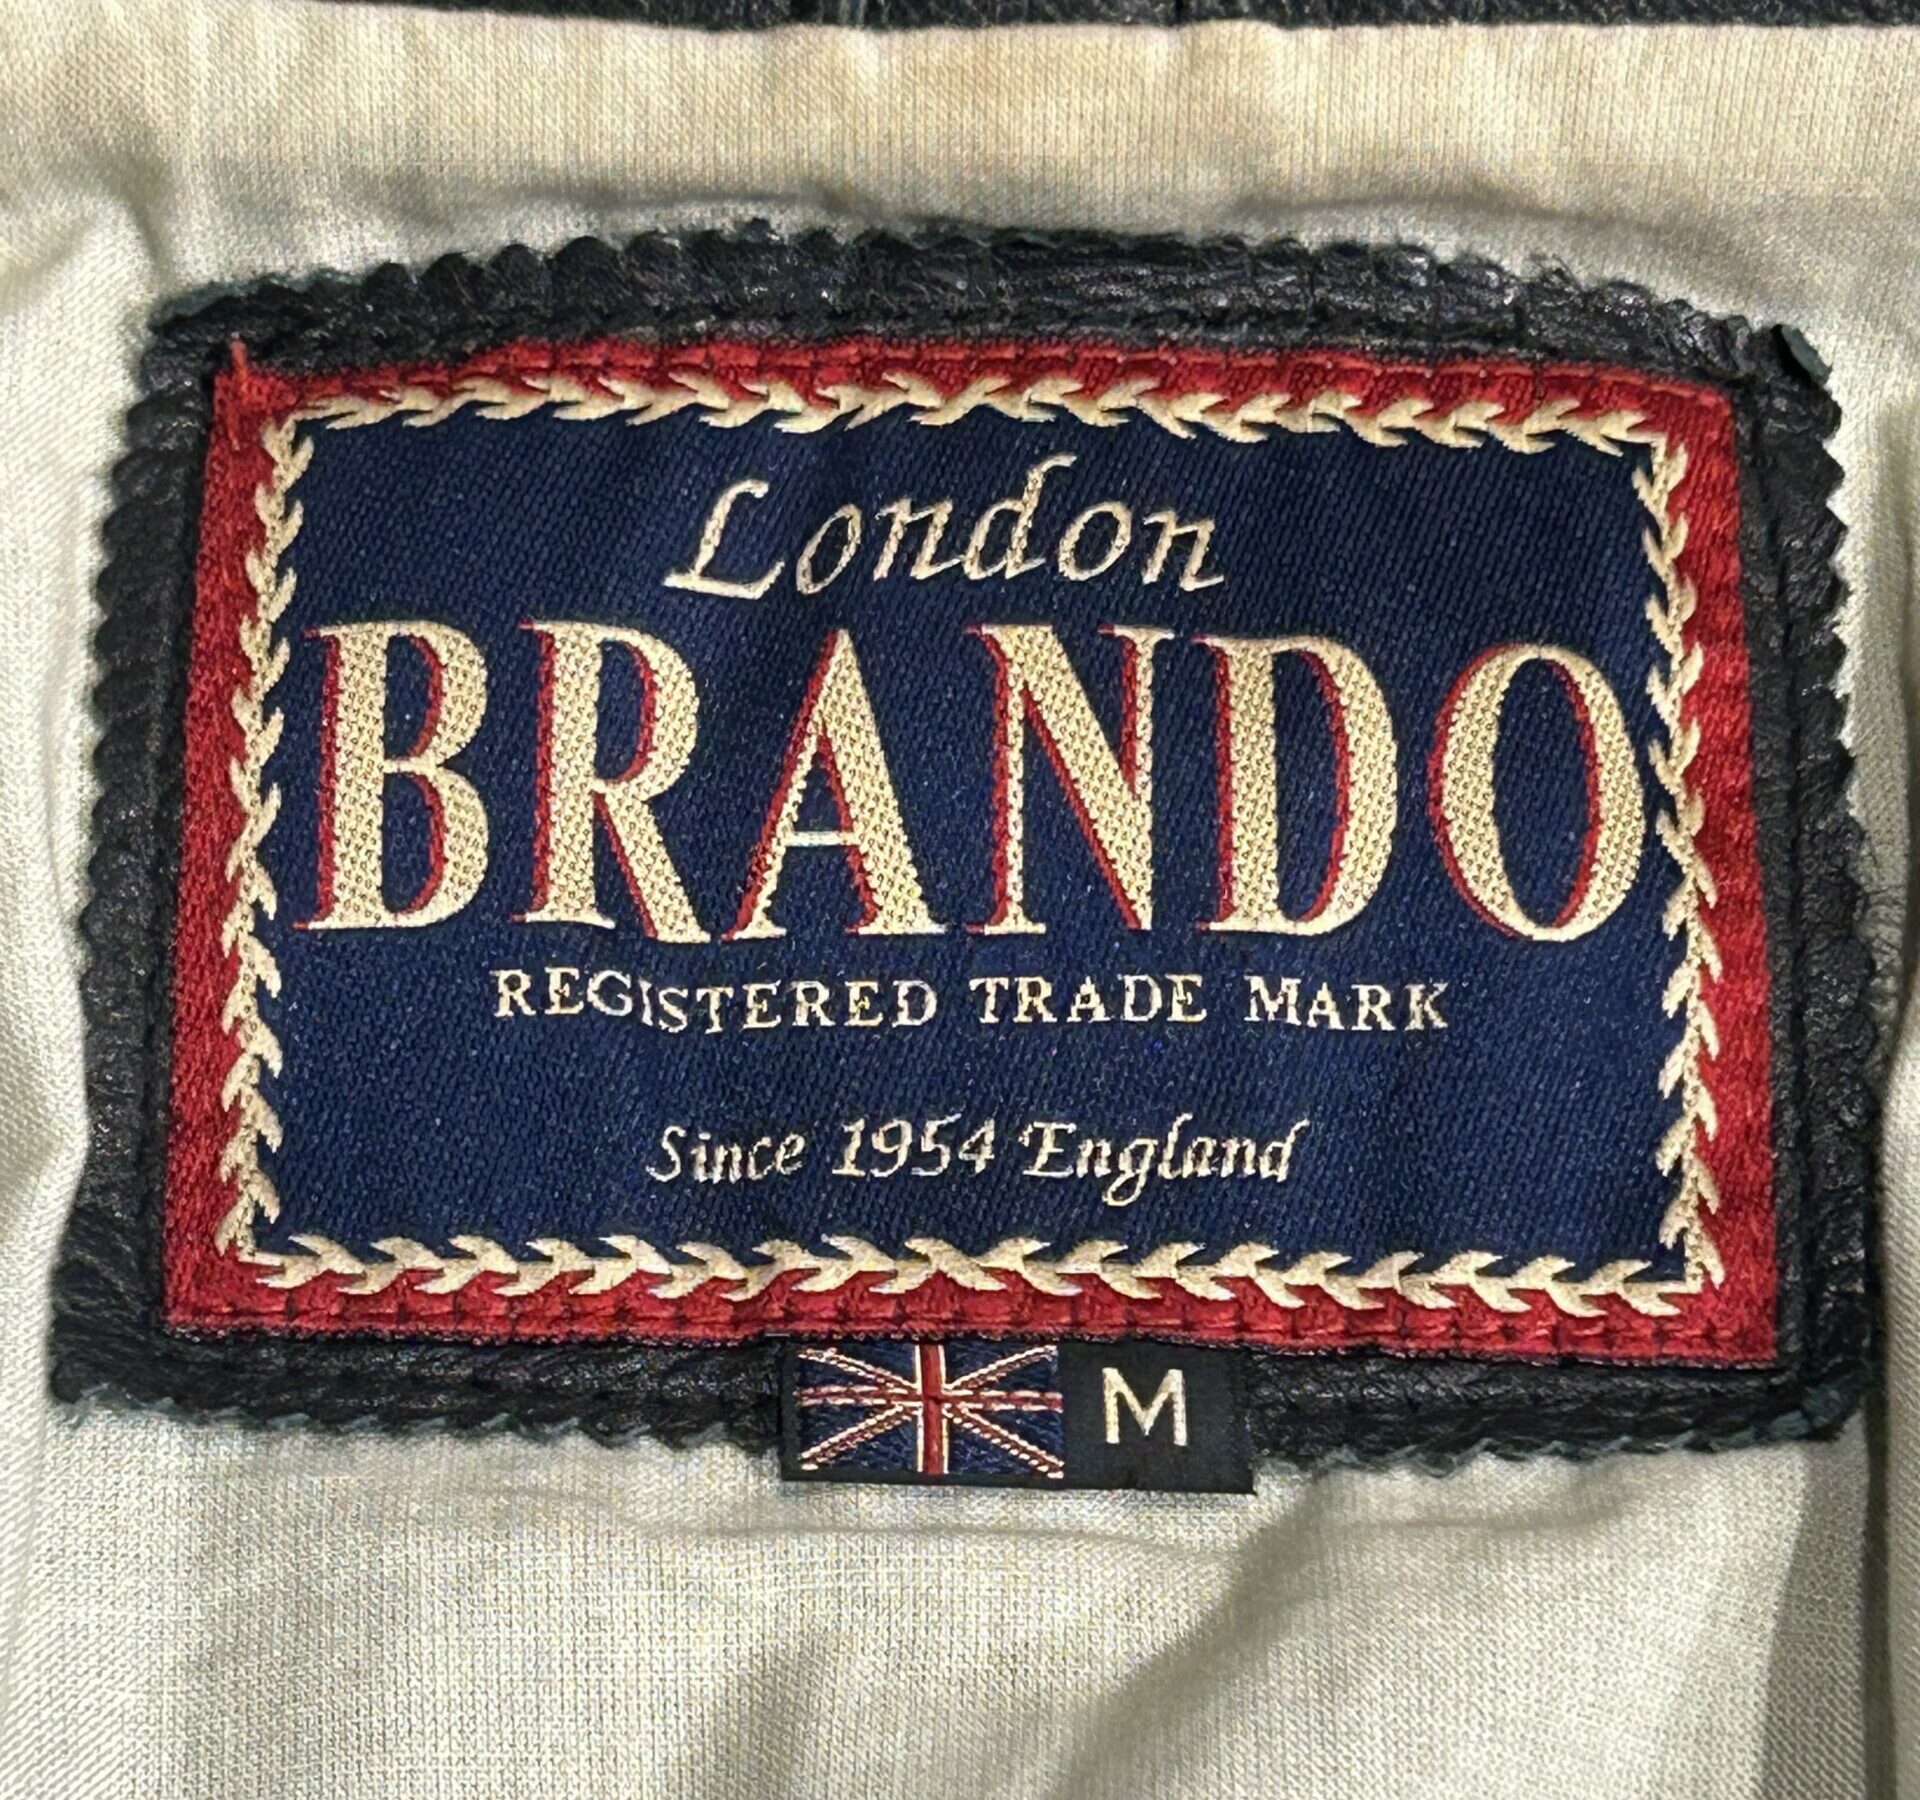 London
BRANDO
REGISTERED TRADE MARK
Since 1954 England
M